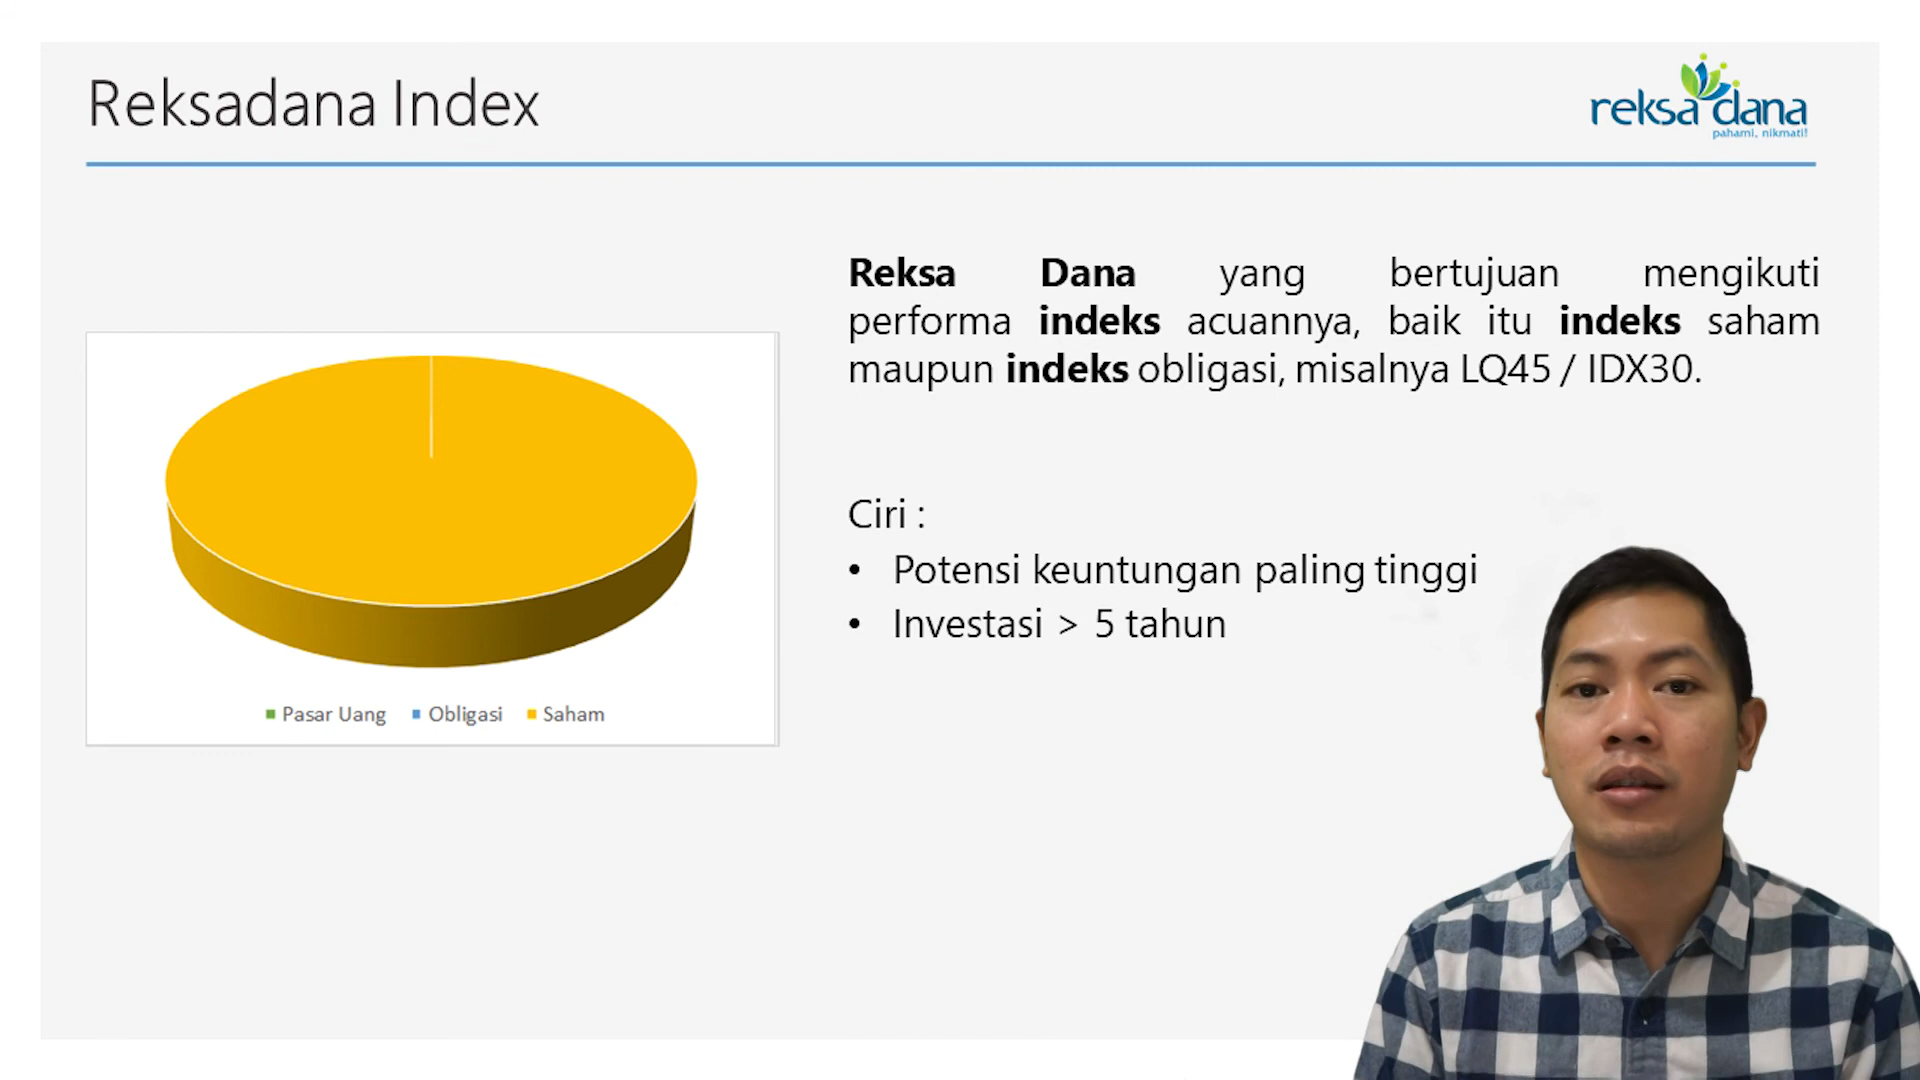 Reksadana Index
reksa dana
pahami, nikmati!
Reksa Dana yang bertujuan mengikuti
performa indeks acuannya, baik itu indeks saham
maupun indeks obligasi, misalnya LQ45 / IDX30.
Ciri :
• Potensi keuntungan paling tinggi
• Investasi > 5 tahun
Pasar Uang Obligasi Saham